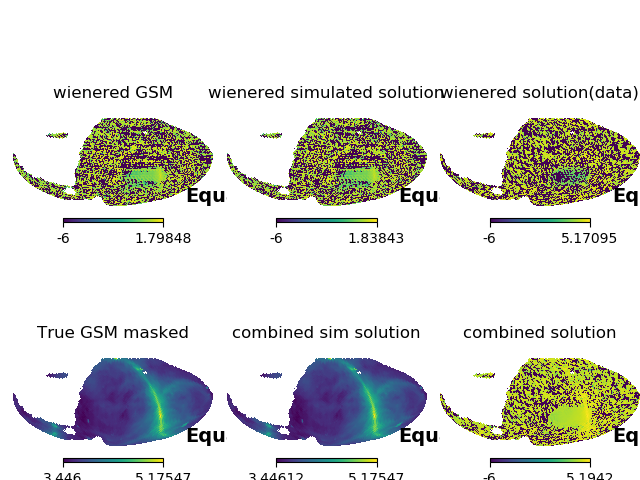 wienered GSM
wienered simulated solution
wienered solution(data)
Equ
Equ
Eq
-6 1.79848
-6 1.83843
-6 5.17095
True GSM masked
combined sim solution
combined solution
Equ
Equ
Eq
3.446 5.17547
3.44612 5.17547
-6 5.1942